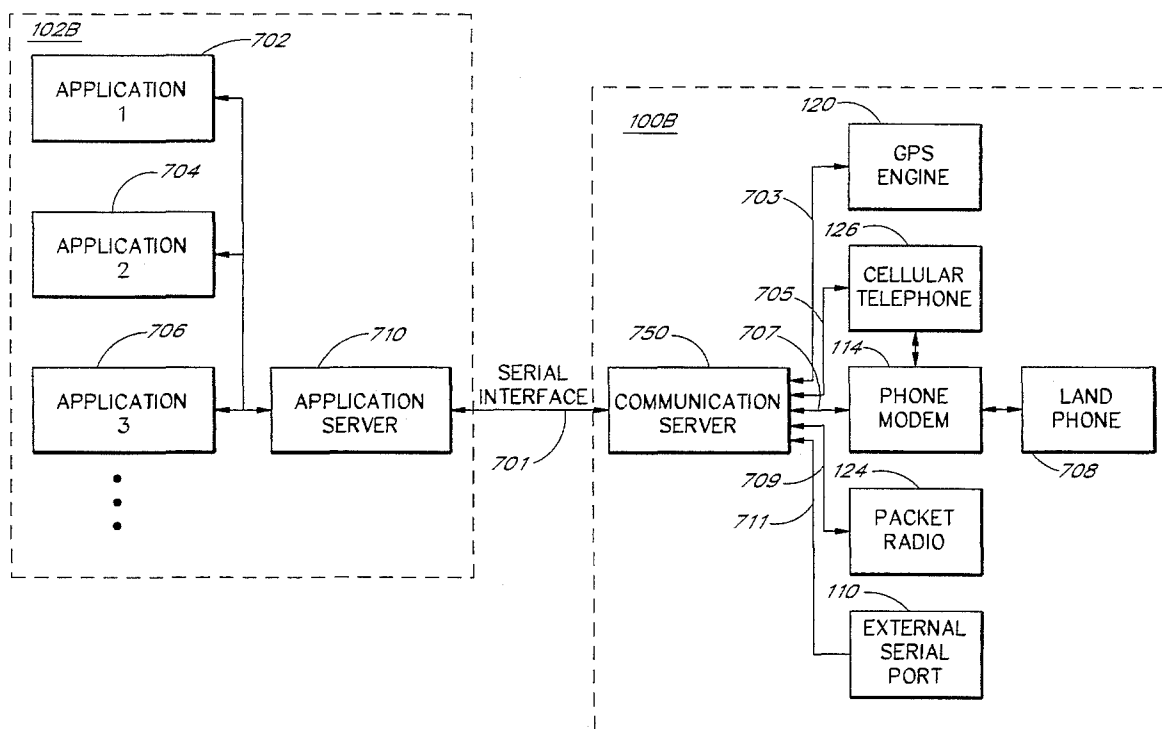 102B
702
APPLICATION
1
704
APPLICATION
2
706
APPLICATION
3
710
APPLICATION
SERVER
SERIAL
INTERFACE
701
100B
750
COMMUNICATION
SERVER
703
705
707
709
711
120
GPS
ENGINE
126
CELLULAR
TELEPHONE
114
PHONE
MODEM
LAND
PHONE
708
124
PACKET
RADIO
110
EXTERNAL
SERIAL
PORT